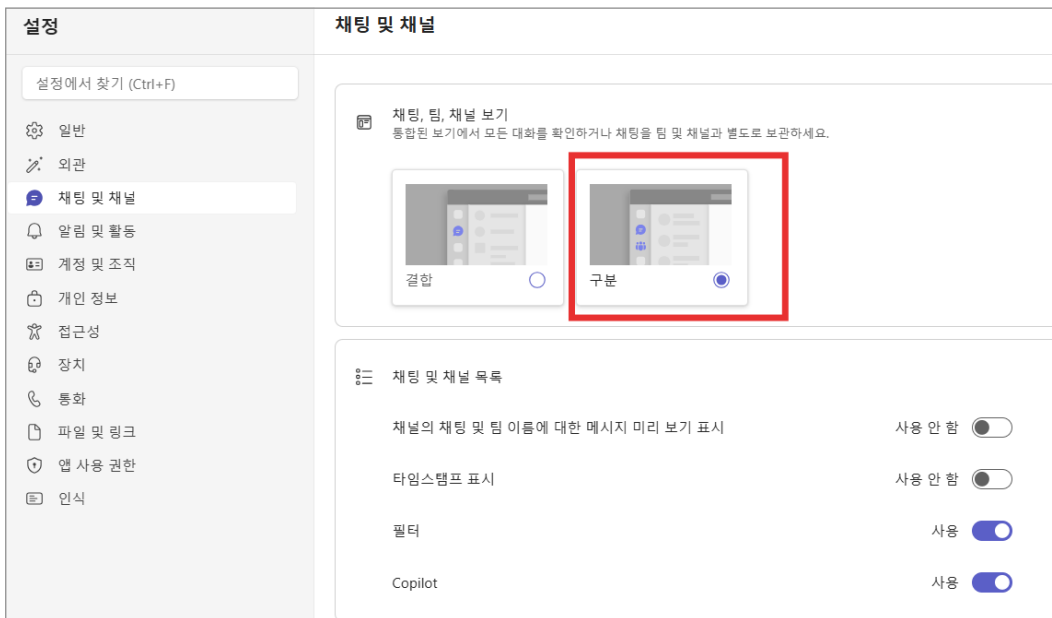 설정
설정에서 찾기 (Ctrl+F)
일반
외관
채팅 및 채널
알림 및 활동
계정 및 조직
개인 정보
접근성
장치
통화
파일 및 링크
앱 사용 권한
인식
채팅 및 채널
채팅, 팀, 채널 보기
통합된 보기에서 모든 대화를 확인하거나 채팅을 팀 및 채널과 별도로 보관하세요.
결합
구분
채팅 및 채널 목록
채널의 채팅 및 팀 이름에 대한 메시지 미리 보기 표시 사용 안 함
타임스탬프 표시 사용 안 함
필터 사용
Copilot 사용